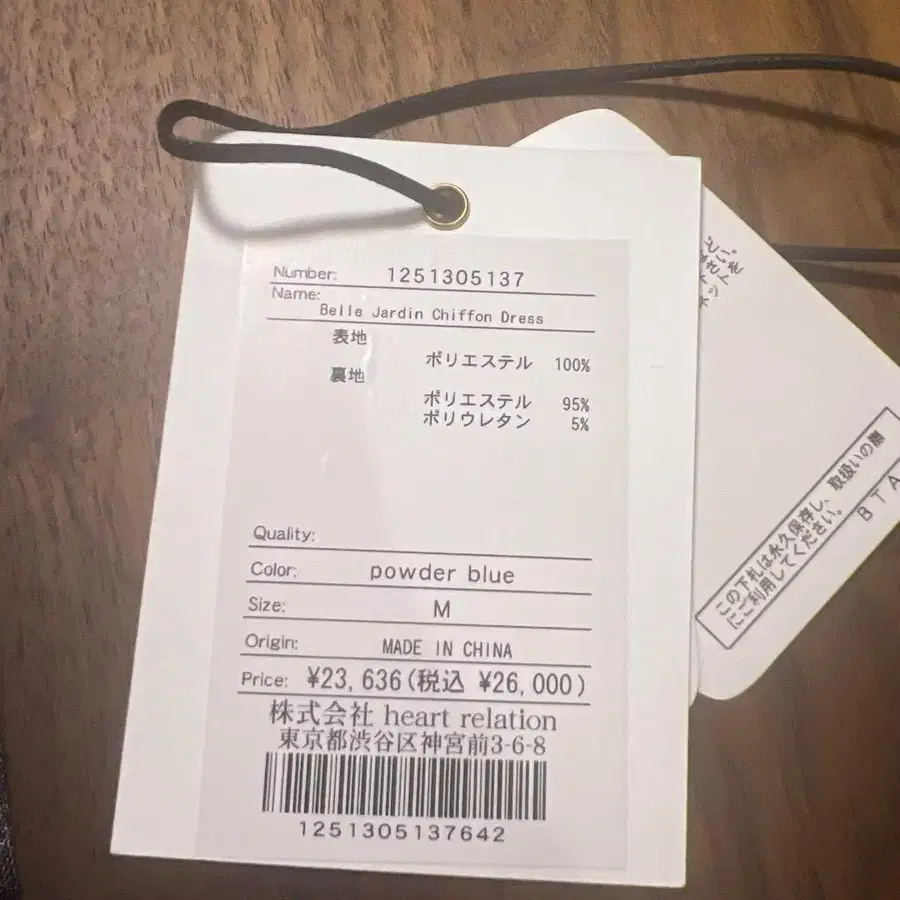 Number: 1251305137
Name:
Belle Jardin Chiffon Dress
表地
ポリエステル 100%
裏地
ポリエステル 95%
ポリウレタン 5%
Quality:
Color: powder blue
Size: M
Origin: MADE IN CHINA
Price: ¥23,636(税込 ¥26,000)
株式会社 heart relation
東京都渋谷区神宮前3-6-8
1251305137642
この下札は永久保存し、取扱いの際
にご利用してください。
BTA